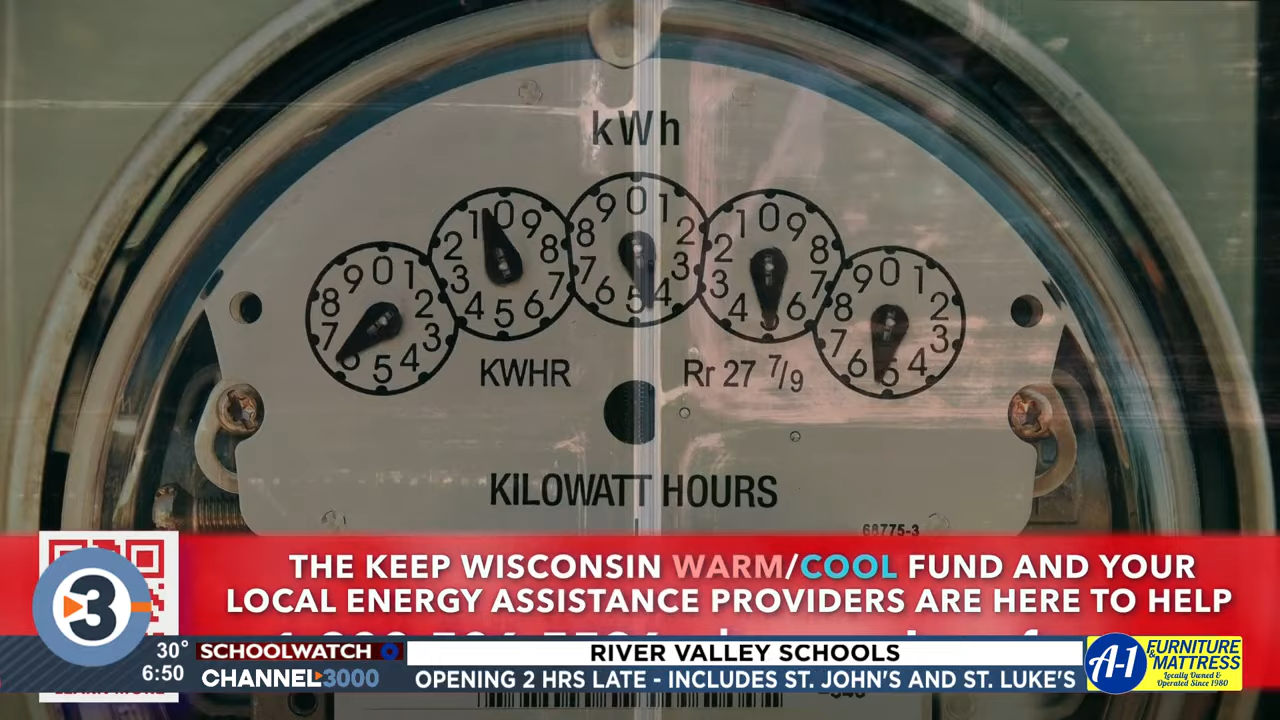 kWh
9 0 1
8 2
7 3
6 5 4
1 0 9
2 8
3 7
4 5 6
9 0 1
8 2
7 3
6 5 4
1 0 9
2 8
3 7
4 6
9 0 1
8 2
7 3
6 5 4
KWHR
Rr 27 7/9
KILOWATT HOURS
68775-3
THE KEEP WISCONSIN WARM/COOL FUND AND YOUR
LOCAL ENERGY ASSISTANCE PROVIDERS ARE HERE TO HELP
3
30°
6:50
SCHOOLWATCH
CHANNEL3000
RIVER VALLEY SCHOOLS
OPENING 2 HRS LATE - INCLUDES ST. JOHN'S AND ST. LUKE'S
A-1
FURNITURE
& MATTRESS
Locally Owned &
Operated Since 1980